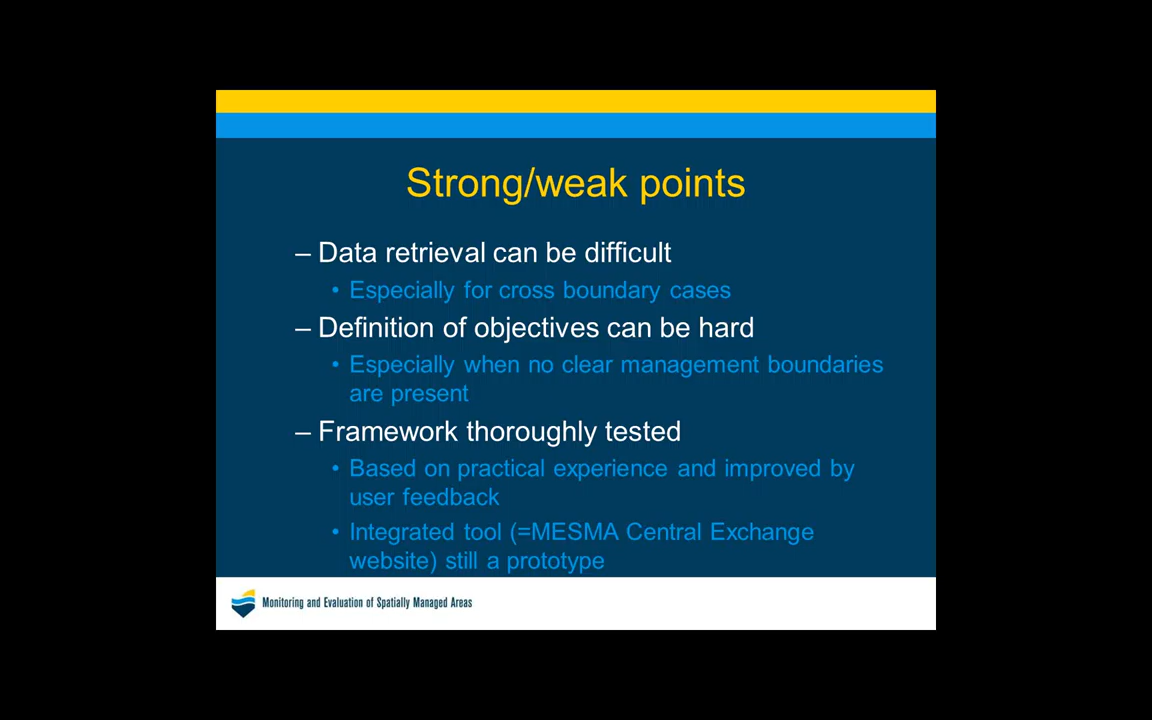 Strong/weak points
– Data retrieval can be difficult
• Especially for cross boundary cases
– Definition of objectives can be hard
• Especially when no clear management boundaries
are present
– Framework thoroughly tested
• Based on practical experience and improved by
user feedback
• Integrated tool (=MESMA Central Exchange
website) still a prototype
Monitoring and Evaluation of Spatially Managed Areas